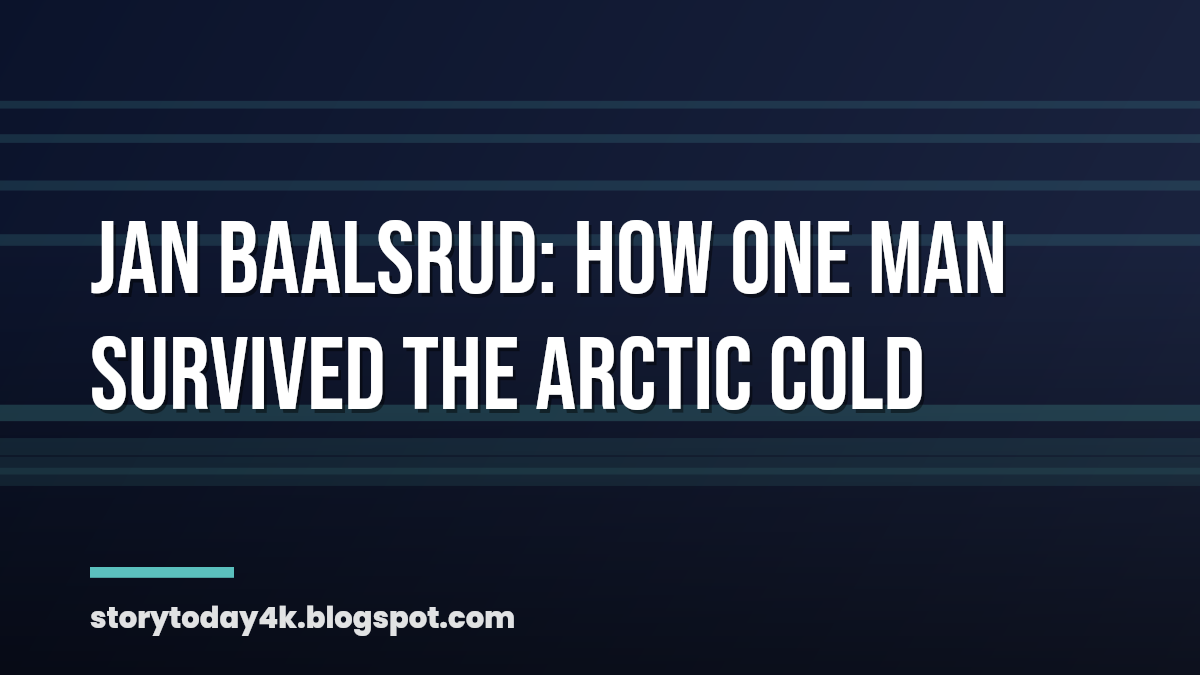 JAN BAALSRUD: HOW ONE MAN
SURVIVED THE ARCTIC COLD
storytoday4k.blogspot.com